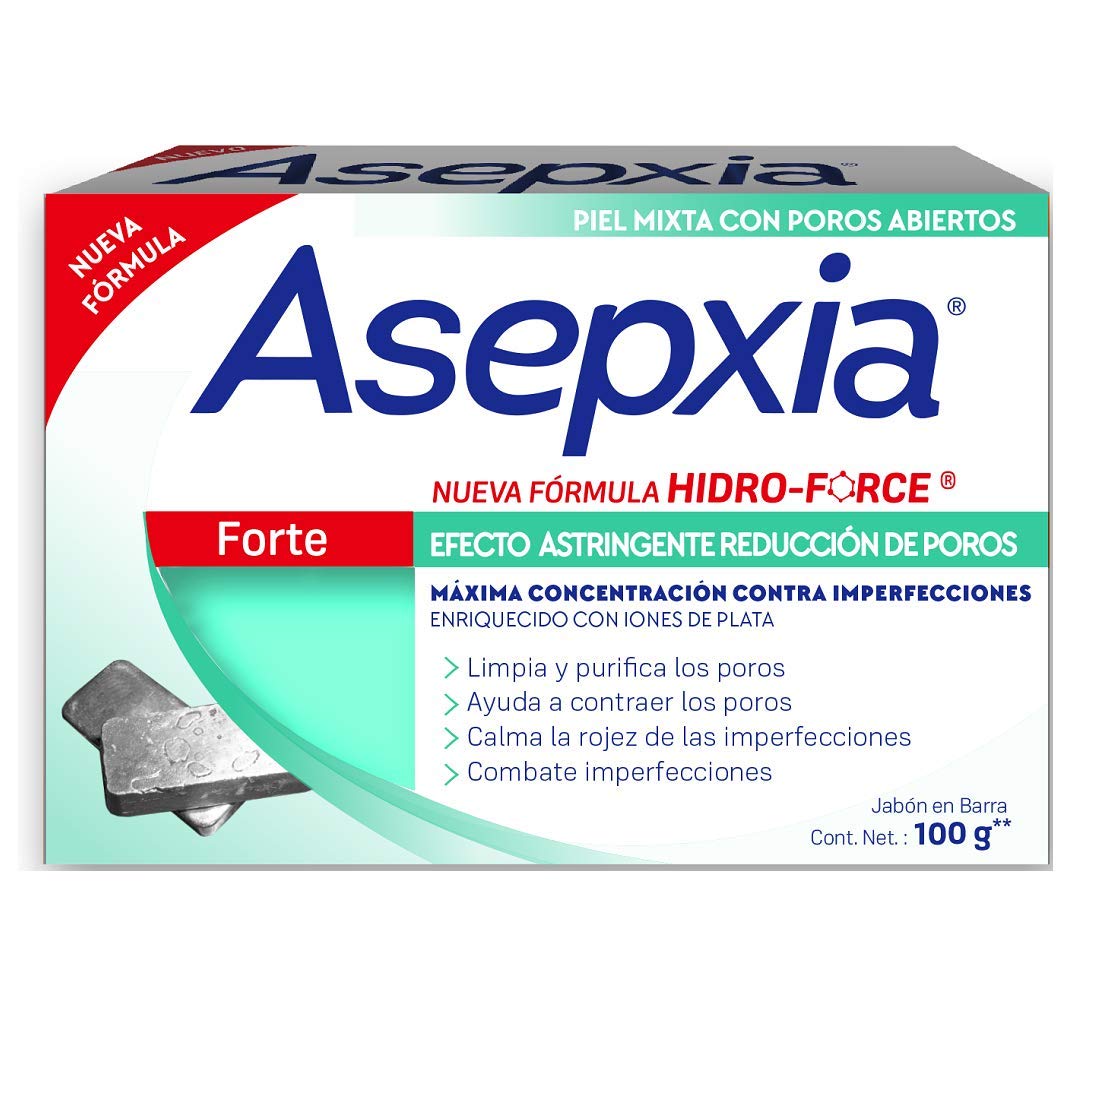 Nueva Asepxia®
NUEVA
FÓRMULA
PIEL MIXTA CON POROS ABIERTOS
Asepxia®
NUEVA FÓRMULA HIDRO-FORCE®
Forte
EFECTO ASTRINGENTE REDUCCIÓN DE POROS
MÁXIMA CONCENTRACIÓN CONTRA IMPERFECCIONES
ENRIQUECIDO CON IONES DE PLATA
Limpia y purifica los poros
Ayuda a contraer los poros
Calma la rojez de las imperfecciones
Combate imperfecciones
Jabón en Barra
Cont. Net. : 100 g**